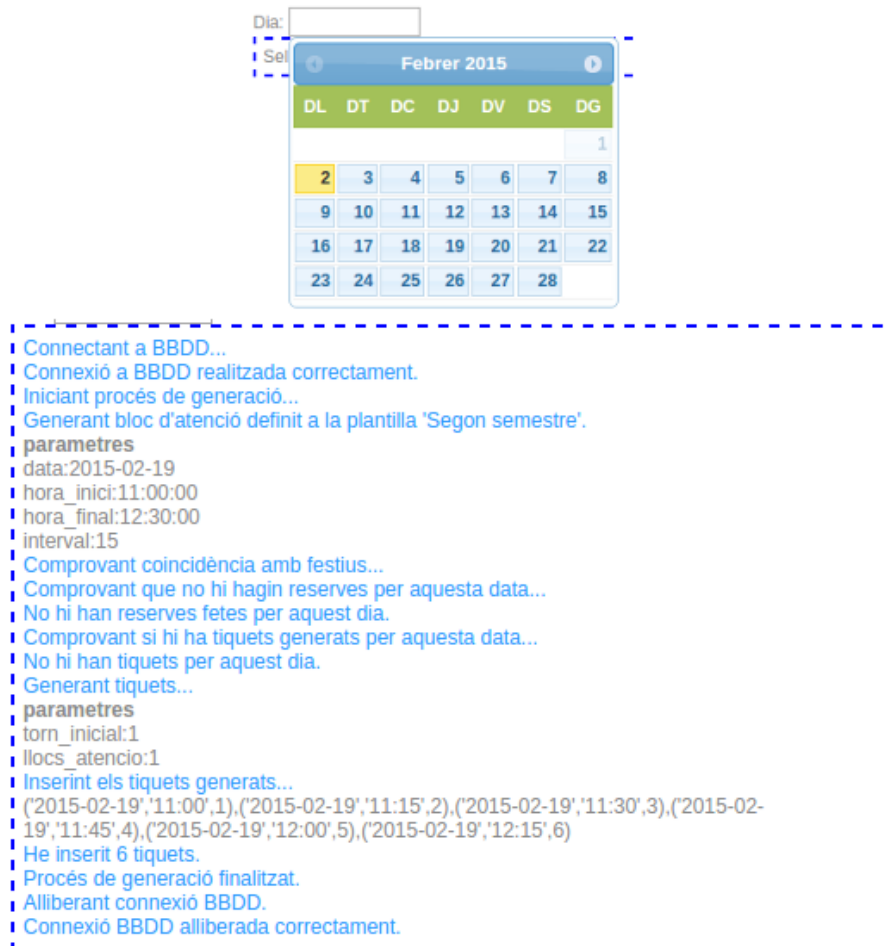 Dia:
Sel
Febrer 2015
DL DT DC DJ DV DS DG
1
2 3 4 5 6 7 8
9 10 11 12 13 14 15
16 17 18 19 20 21 22
23 24 25 26 27 28
Connectant a BBDD...
Connexió a BBDD realitzada correctament.
Iniciant procés de generació...
Generant bloc d'atenció definit a la plantilla 'Segon semestre'.
parametres
data:2015-02-19
hora_inici:11:00:00
hora_final:12:30:00
interval:15
Comprovant coincidència amb festius...
Comprovant que no hi hagin reserves per aquesta data...
No hi han reserves fetes per aquest dia.
Comprovant si hi ha tiquets generats per aquesta data...
No hi han tiquets per aquest dia.
Generant tiquets...
parametres
torn_inicial:1
llocs_atencio:1
Inserint els tiquets generats...
('2015-02-19','11:00',1),('2015-02-19','11:15',2),('2015-02-19','11:30',3),('2015-02-
19','11:45',4),('2015-02-19','12:00',5),('2015-02-19','12:15',6)
He inserit 6 tiquets.
Procés de generació finalitzat.
Alliberant connexió BBDD.
Connexió BBDD alliberada correctament.